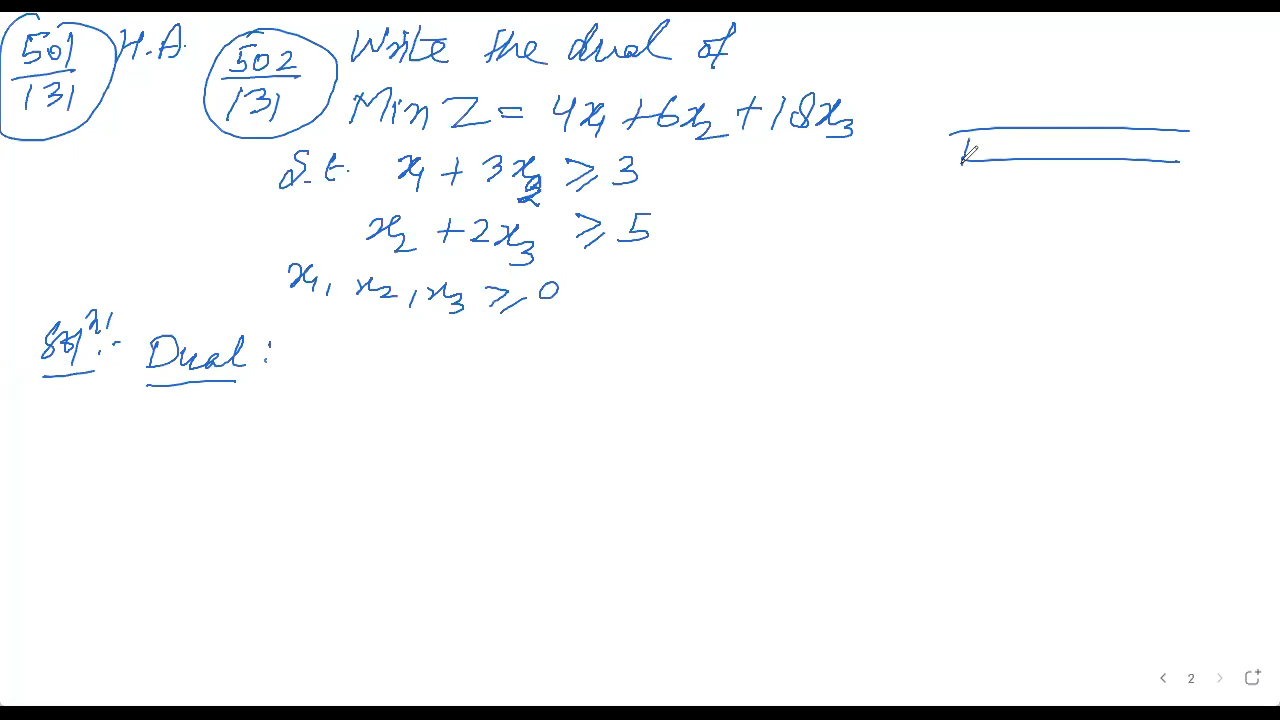 501/131 H.A 502/131 Write the dual of
Min Z = 4x1 + 6x2 + 18x3
S.t. x1 + 3x2 ≥ 3
x2 + 2x3 ≥ 5
x1, x2, x3 ≥ 0
Sol^n:- Dual:
2